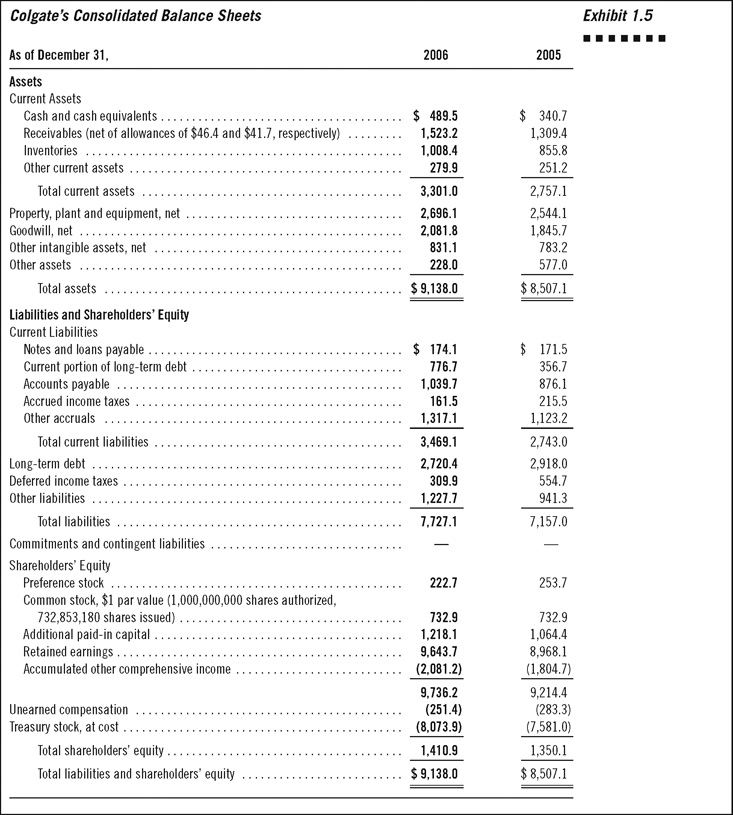 Colgate's Consolidated Balance Sheets Exhibit 1.5
As of December 31, 2006 2005
Assets
Current Assets
Cash and cash equivalents $ 489.5 $ 340.7
Receivables (net of allowances of $46.4 and $41.7, respectively) 1,523.2 1,309.4
Inventories 1,008.4 855.8
Other current assets 279.9 251.2
Total current assets 3,301.0 2,757.1
Property, plant and equipment, net 2,696.1 2,544.1
Goodwill, net 2,081.8 1,845.7
Other intangible assets, net 831.1 783.2
Other assets 228.0 577.0
Total assets $ 9,138.0 $ 8,507.1
Liabilities and Shareholders' Equity
Current Liabilities
Notes and loans payable $ 174.1 $ 171.5
Current portion of long-term debt 776.7 356.7
Accounts payable 1,039.7 876.1
Accrued income taxes 161.5 215.5
Other accruals 1,317.1 1,123.2
Total current liabilities 3,469.1 2,743.0
Long-term debt 2,720.4 2,918.0
Deferred income taxes 309.9 554.7
Other liabilities 1,227.7 941.3
Total liabilities 7,727.1 7,157.0
Commitments and contingent liabilities — —
Shareholders' Equity
Preference stock 222.7 253.7
Common stock, $1 par value (1,000,000,000 shares authorized,
732,853,180 shares issued) 732.9 732.9
Additional paid-in capital 1,218.1 1,064.4
Retained earnings 9,643.7 8,968.1
Accumulated other comprehensive income (2,081.2) (1,804.7)
9,736.2 9,214.4
Unearned compensation (251.4) (283.3)
Treasury stock, at cost (8,073.9) (7,581.0)
Total shareholders' equity 1,410.9 1,350.1
Total liabilities and shareholders' equity $ 9,138.0 $ 8,507.1